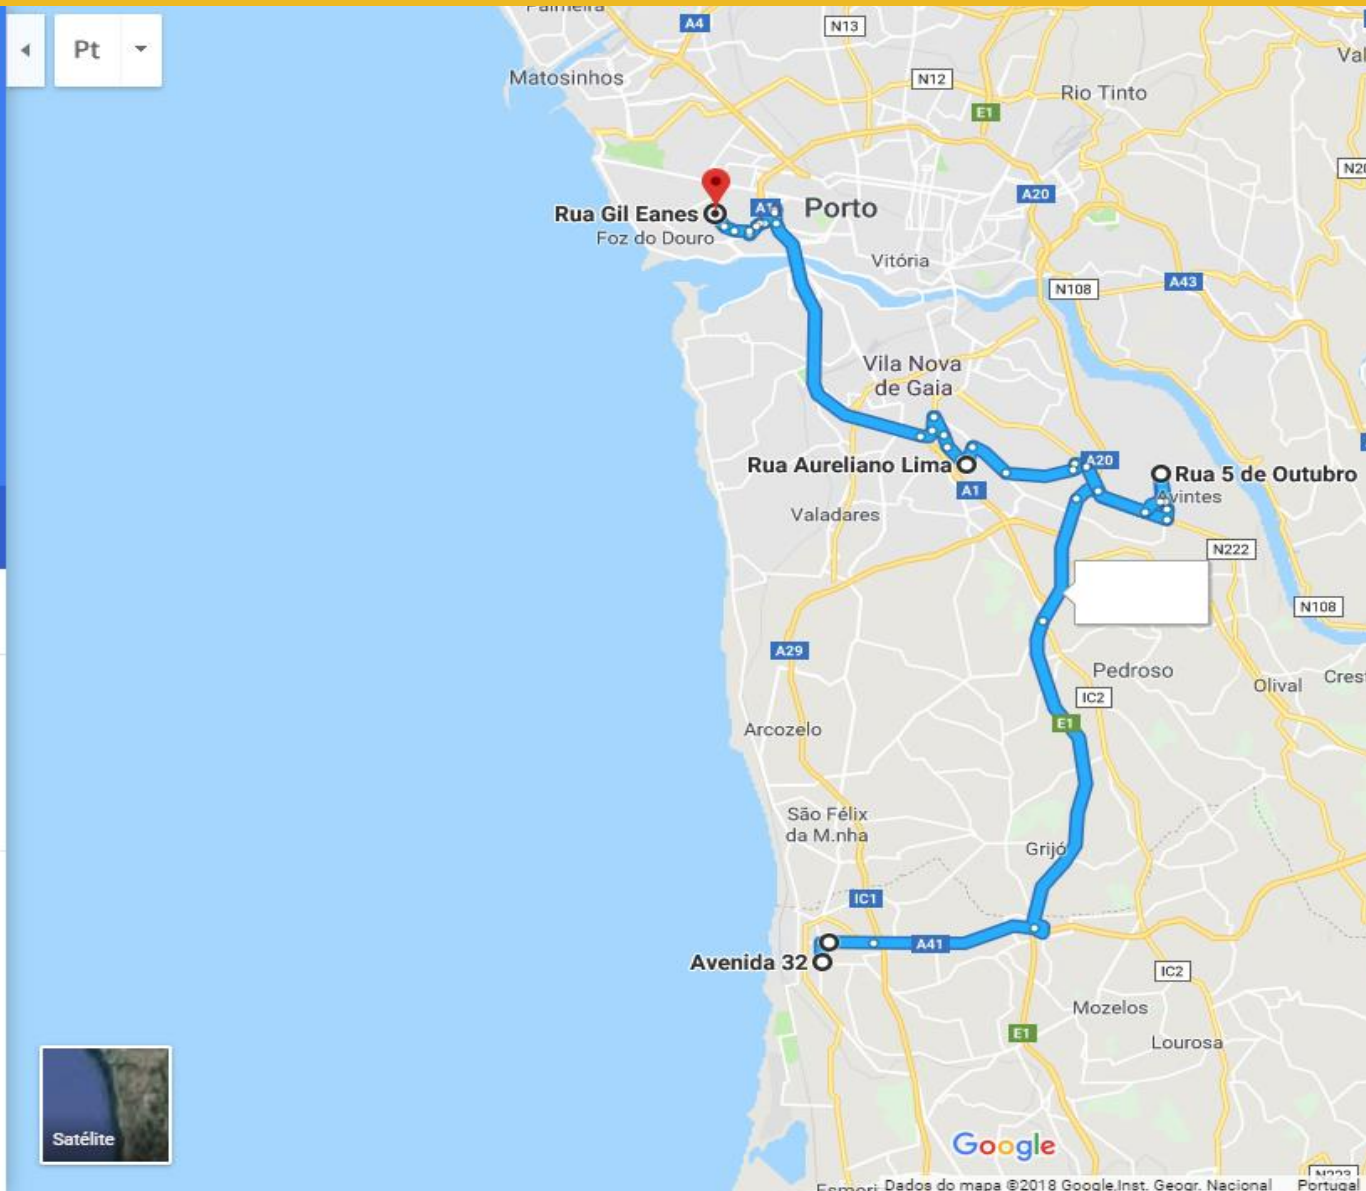 Palmeira
A4
N13
Pt
Matosinhos
N12
Rio Tinto
E1
A20
Rua Gil Eanes
A1
Porto
Foz do Douro
Vitória
N108
A43
Vila Nova
de Gaia
Rua Aureliano Lima
A20
Rua 5 de Outubro
A1
Avintes
Valadares
N222
N108
A29
Pedroso
Olival
IC2
Arcozelo
E1
São Félix
da M.nha
Grijó
IC1
A41
Avenida 32
IC2
Mozelos
E1
Lourosa
Satélite
Google
Dados do mapa ©2018 Google,Inst. Geogr. Nacional
Portugal
N223